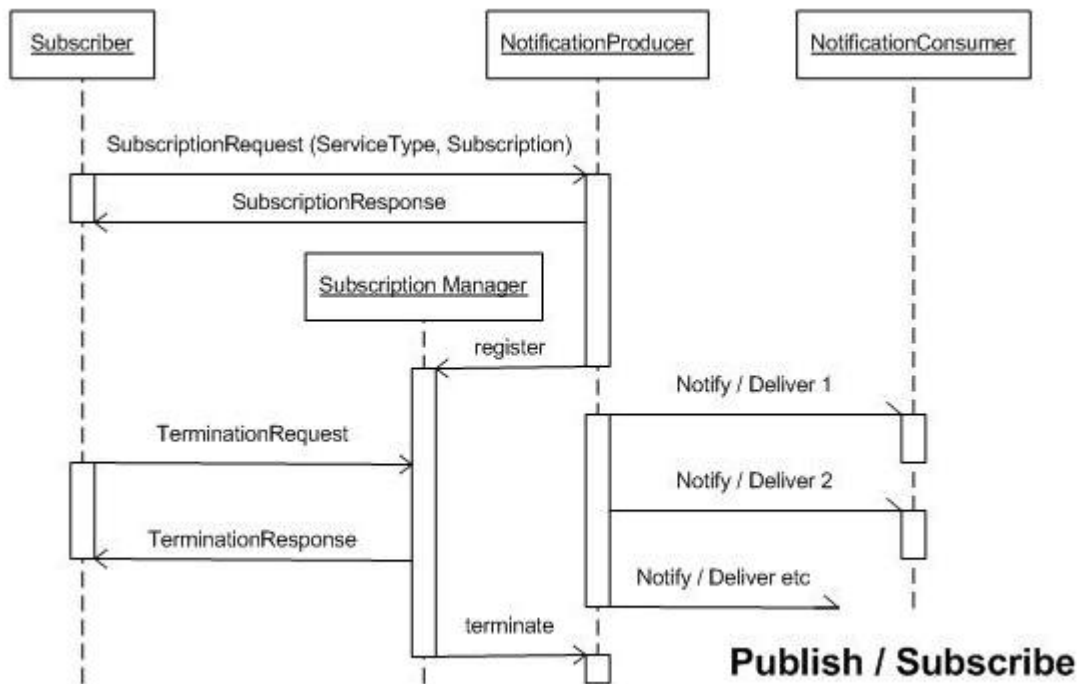 Subscriber
NotificationProducer
NotificationConsumer
SubscriptionRequest (ServiceType, Subscription)
SubscriptionResponse
Subscription Manager
register
Notify / Deliver 1
TerminationRequest
Notify / Deliver 2
TerminationResponse
Notify / Deliver etc
terminate
Publish / Subscribe